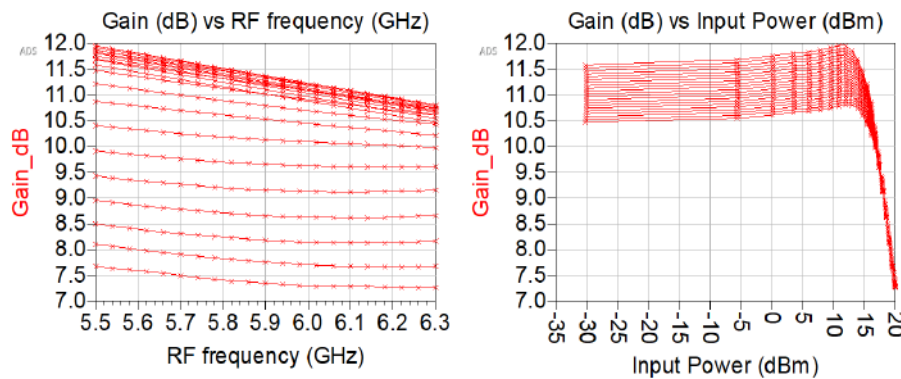 Gain (dB) vs RF frequency (GHz)
ADS
Gain_dB
12.0
11.5
11.0
10.5
10.0
9.5
9.0
8.5
8.0
7.5
7.0
5.5 5.7 5.8 5.9 6.0 6.1 6.2 6.3
RF frequency (GHz)
Gain (dB) vs Input Power (dBm)
ADS
Gain_dB
12.0
11.5
11.0
10.5
10.0
9.5
9.0
8.5
8.0
7.5
7.0
-35 -30 -25 -20 -15 -10 -5 0 5 10 15 20
Input Power (dBm)